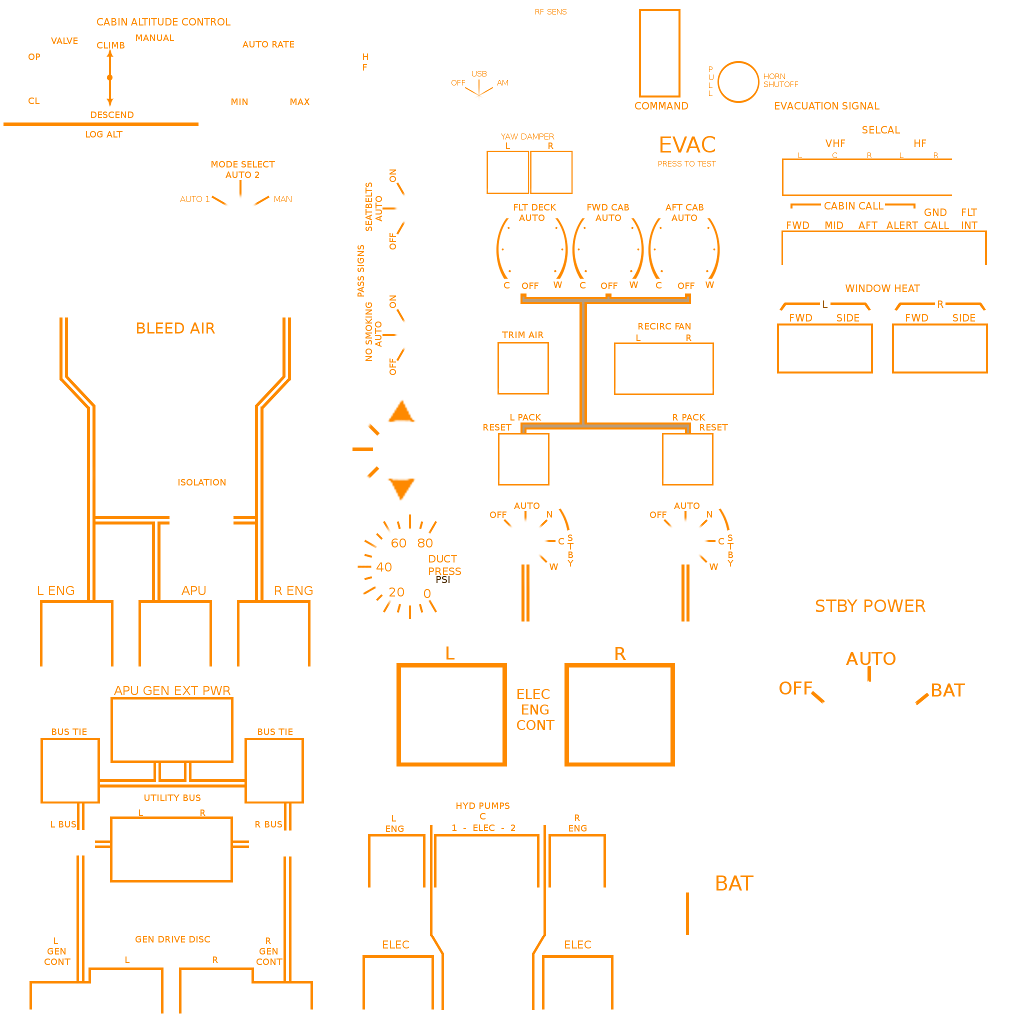 CABIN ALTITUDE CONTROL
VALVE
MANUAL
CLIMB
AUTO RATE
OP
CL
MIN
MAX
DESCEND
LOG ALT
MODE SELECT
AUTO 2
AUTO 1
MAN
RF SENS
H
F
USB
OFF
AM
COMMAND
PULL
HORN
SHUTOFF
EVACUATION SIGNAL
YAW DAMPER
L R
EVAC
PRESS TO TEST
SELCAL
VHF HF
L C R L R
CABIN CALL
GND FLT
FWD MID AFT ALERT CALL INT
WINDOW HEAT
L R
FWD SIDE FWD SIDE
PASS SIGNS
SEATBELTS
AUTO
ON
OFF
NO SMOKING
AUTO
ON
OFF
FLT DECK
AUTO
FWD CAB
AUTO
AFT CAB
AUTO
C OFF W
C OFF W
C OFF W
TRIM AIR
RECIRC FAN
L R
L PACK
RESET
R PACK
RESET
AUTO
OFF
N
C
W
STBY
AUTO
OFF
N
C
W
STBY
BLEED AIR
ISOLATION
L ENG
APU
R ENG
60 80
40
20 0
DUCT
PRESS
PSI
STBY POWER
AUTO
OFF
BAT
L
R
ELEC
ENG
CONT
APU GEN EXT PWR
BUS TIE
BUS TIE
UTILITY BUS
L R
L BUS
R BUS
GEN DRIVE DISC
L R
L
GEN
CONT
R
GEN
CONT
HYD PUMPS
C
1 - ELEC - 2
L
ENG
R
ENG
ELEC
ELEC
BAT